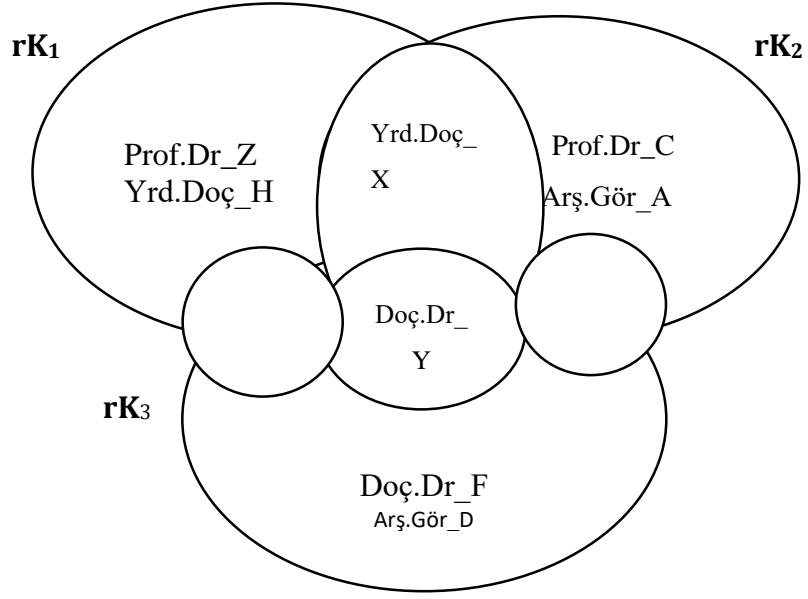 rK₁
rK₂
Prof.Dr_Z
Yrd.Doç_H
Yrd.Doç_
X
Prof.Dr_C
Arş.Gör_A
Doç.Dr_
Y
rK₃
Doç.Dr_F
Arş.Gör_D